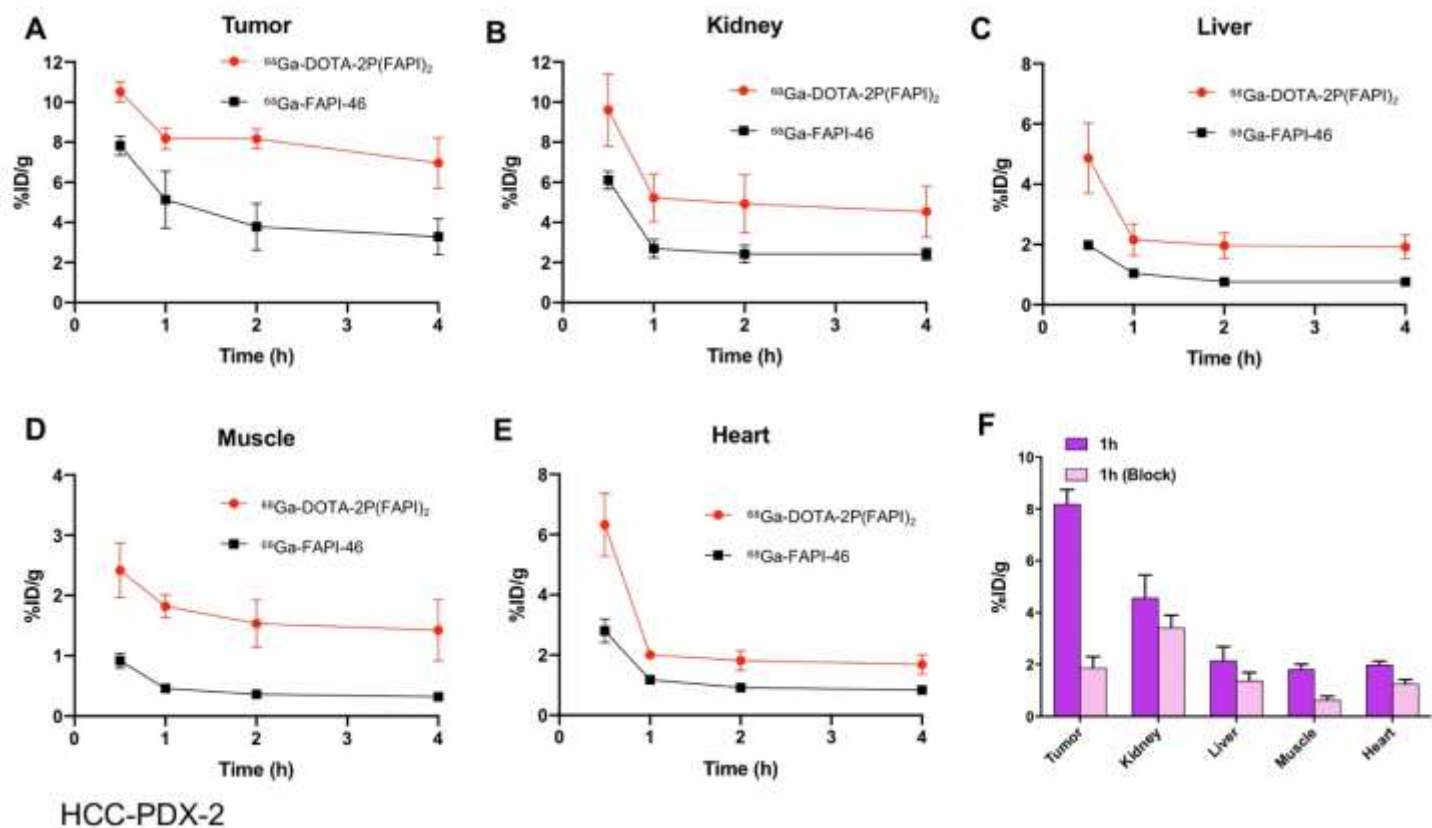 A
Tumor
⁶⁸Ga-DOTA-2P(FAPI)₂
⁶⁸Ga-FAPI-46
12
10
8
6
4
2
0
%ID/g
0 1 2 3 4
Time (h)
B
Kidney
⁶⁸Ga-DOTA-2P(FAPI)₂
⁶⁸Ga-FAPI-46
12
10
8
6
4
2
0
%ID/g
0 1 2 3 4
Time (h)
C
Liver
⁶⁸Ga-DOTA-2P(FAPI)₂
⁶⁸Ga-FAPI-46
8
6
4
2
0
%ID/g
0 1 2 3 4
Time (h)
D
Muscle
⁶⁸Ga-DOTA-2P(FAPI)₂
⁶⁸Ga-FAPI-46
4
3
2
1
0
%ID/g
0 1 2 3 4
Time (h)
E
Heart
⁶⁸Ga-DOTA-2P(FAPI)₂
⁶⁸Ga-FAPI-46
8
6
4
2
0
%ID/g
0 1 2 3 4
Time (h)
F
1h
1h (Block)
10
8
6
4
2
0
%ID/g
Tumor Kidney Liver Muscle Heart
HCC-PDX-2